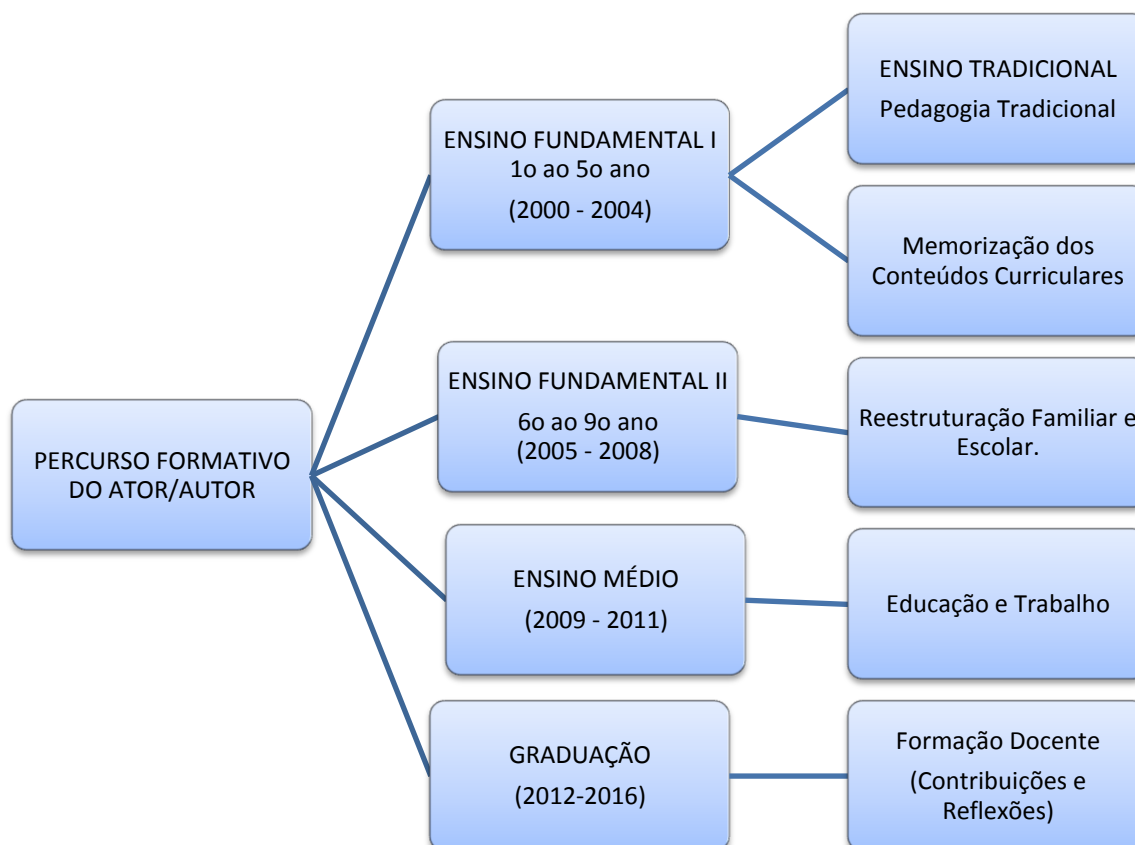 PERCURSO FORMATIVO
DO ATOR/AUTOR
ENSINO FUNDAMENTAL I
1o ao 5o ano
(2000 - 2004)
ENSINO TRADICIONAL
Pedagogia Tradicional
Memorização dos
Conteúdos Curriculares
ENSINO FUNDAMENTAL II
6o ao 9o ano
(2005 - 2008)
Reestruturação Familiar e
Escolar.
ENSINO MÉDIO
(2009 - 2011)
Educação e Trabalho
GRADUAÇÃO
(2012-2016)
Formação Docente
(Contribuições e
Reflexões)